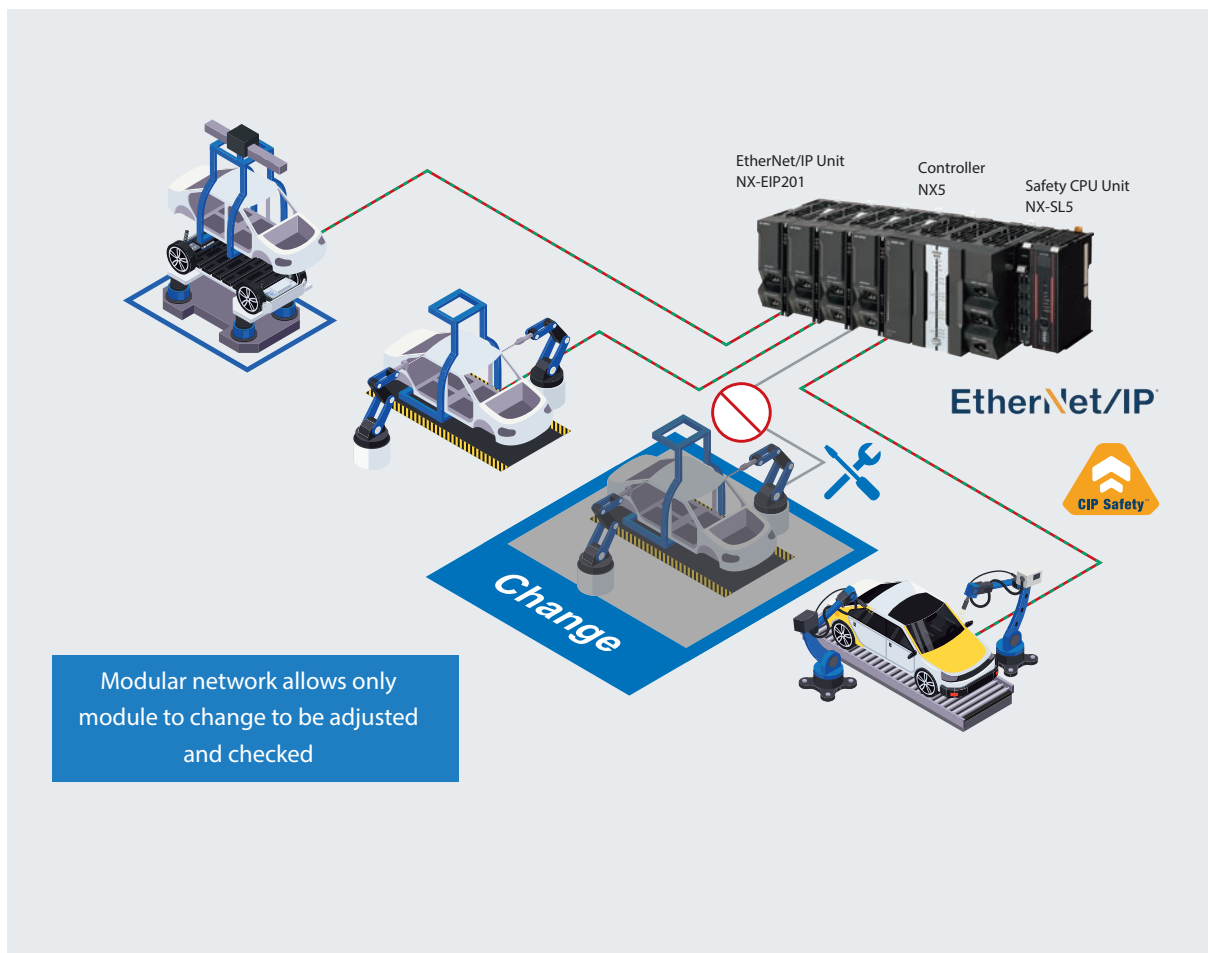 EtherNet/IP Unit
NX-EIP201
Controller
NX5
Safety CPU Unit
NX-SL5
EtherNet/IP
CIP Safety™
Change
Modular network allows only
module to change to be adjusted
and checked